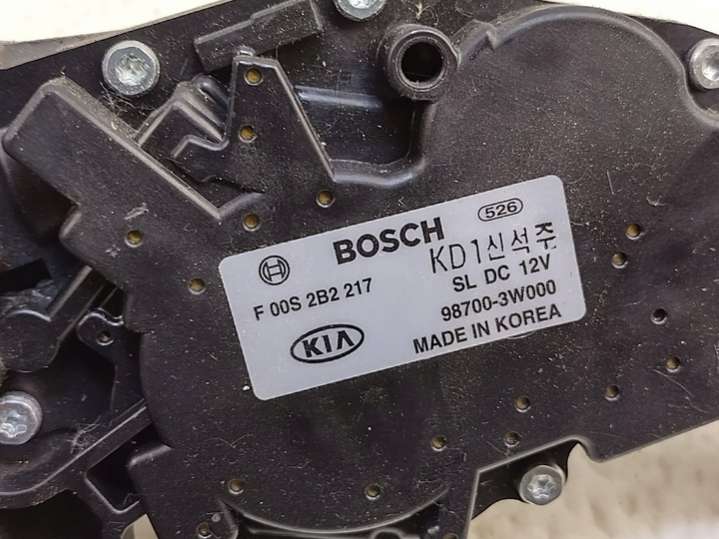 526
BOSCH
KD1신석주
F 00S 2B2 217
SL DC 12V
98700-3W000
KIA
MADE IN KOREA